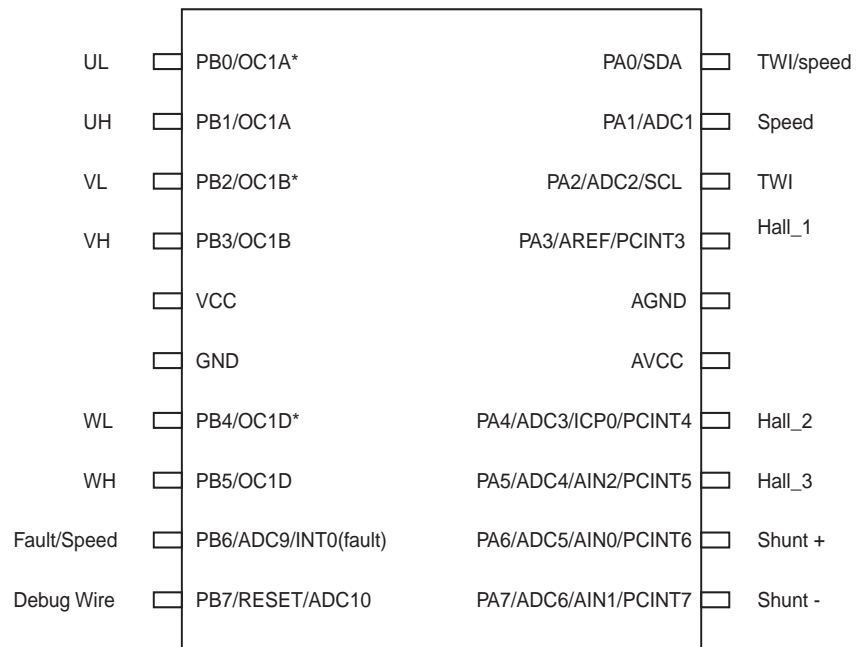 UL PB0/OC1A* PA0/SDA TWI/speed
UH PB1/OC1A PA1/ADC1 Speed
VL PB2/OC1B* PA2/ADC2/SCL TWI
VH PB3/OC1B PA3/AREF/PCINT3 Hall_1
VCC AGND
GND AVCC
WL PB4/OC1D* PA4/ADC3/ICP0/PCINT4 Hall_2
WH PB5/OC1D PA5/ADC4/AIN2/PCINT5 Hall_3
Fault/Speed PB6/ADC9/INT0(fault) PA6/ADC5/AIN0/PCINT6 Shunt +
Debug Wire PB7/RESET/ADC10 PA7/ADC6/AIN1/PCINT7 Shunt -